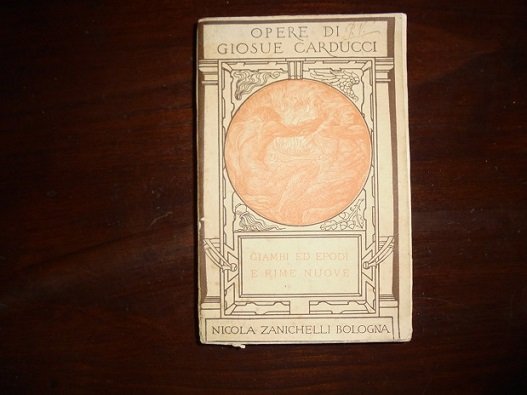 OPERE DI
GIOSUE CARDUCCI
GIAMBI ED EPODI
E RIME NUOVE
NICOLA ZANICHELLI BOLOGNA